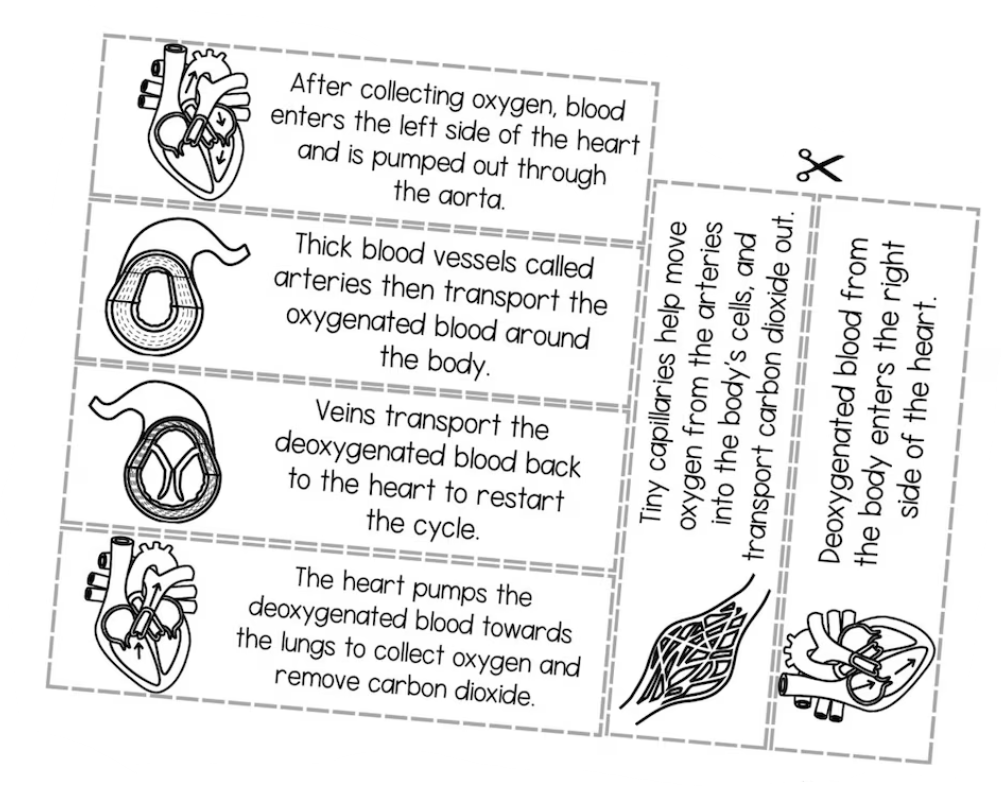 After collecting oxygen, blood
enters the left side of the heart
and is pumped out through
the aorta.
Thick blood vessels called
arteries then transport the
oxygenated blood around
the body.
Veins transport the
deoxygenated blood back
to the heart to restart
the cycle.
The heart pumps the
deoxygenated blood towards
the lungs to collect oxygen and
remove carbon dioxide.
Tiny capillaries help move
oxygen from the arteries
into the body's cells, and
transport carbon dioxide out.
Deoxygenated blood from
the body enters the right
side of the heart.